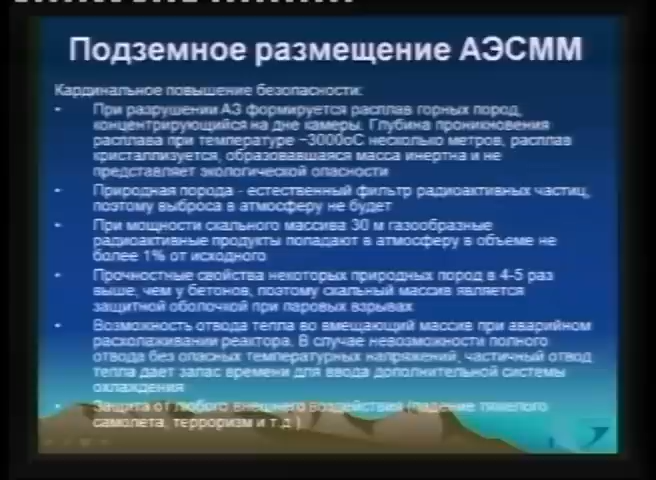 Подземное размещение АЭСММ
Кардинальное повышение безопасности:
• При разрушении АЗ формируется расплав горных пород,
концентрирующийся на дне камеры. Глубина проникновения
расплава при температуре ~3000оС несколько метров, расплав
кристаллизуется, образовавшаяся масса инертна и не
представляет экологической опасности
• Природная порода - естественный фильтр радиоактивных частиц,
поэтому выброса в атмосферу не будет
• При мощности скального массива 30 м газообразные
радиоактивные продукты попадают в атмосферу в объеме не
более 1% от исходного
• Прочностные свойства некоторых природных пород в 4-5 раз
выше, чем у бетонов, поэтому скальный массив является
защитной оболочкой при паровых взрывах
• Возможность отвода тепла во вмещающий массив при аварийном
расхолаживании реактора. В случае невозможности полного
отвода без опасных температурных напряжений, частичный отвод
тепла дает запас времени для ввода дополнительной системы
охлаждения
• Защита от любого внешнего воздействия (падение тяжелого
самолета, терроризм и т.д.)